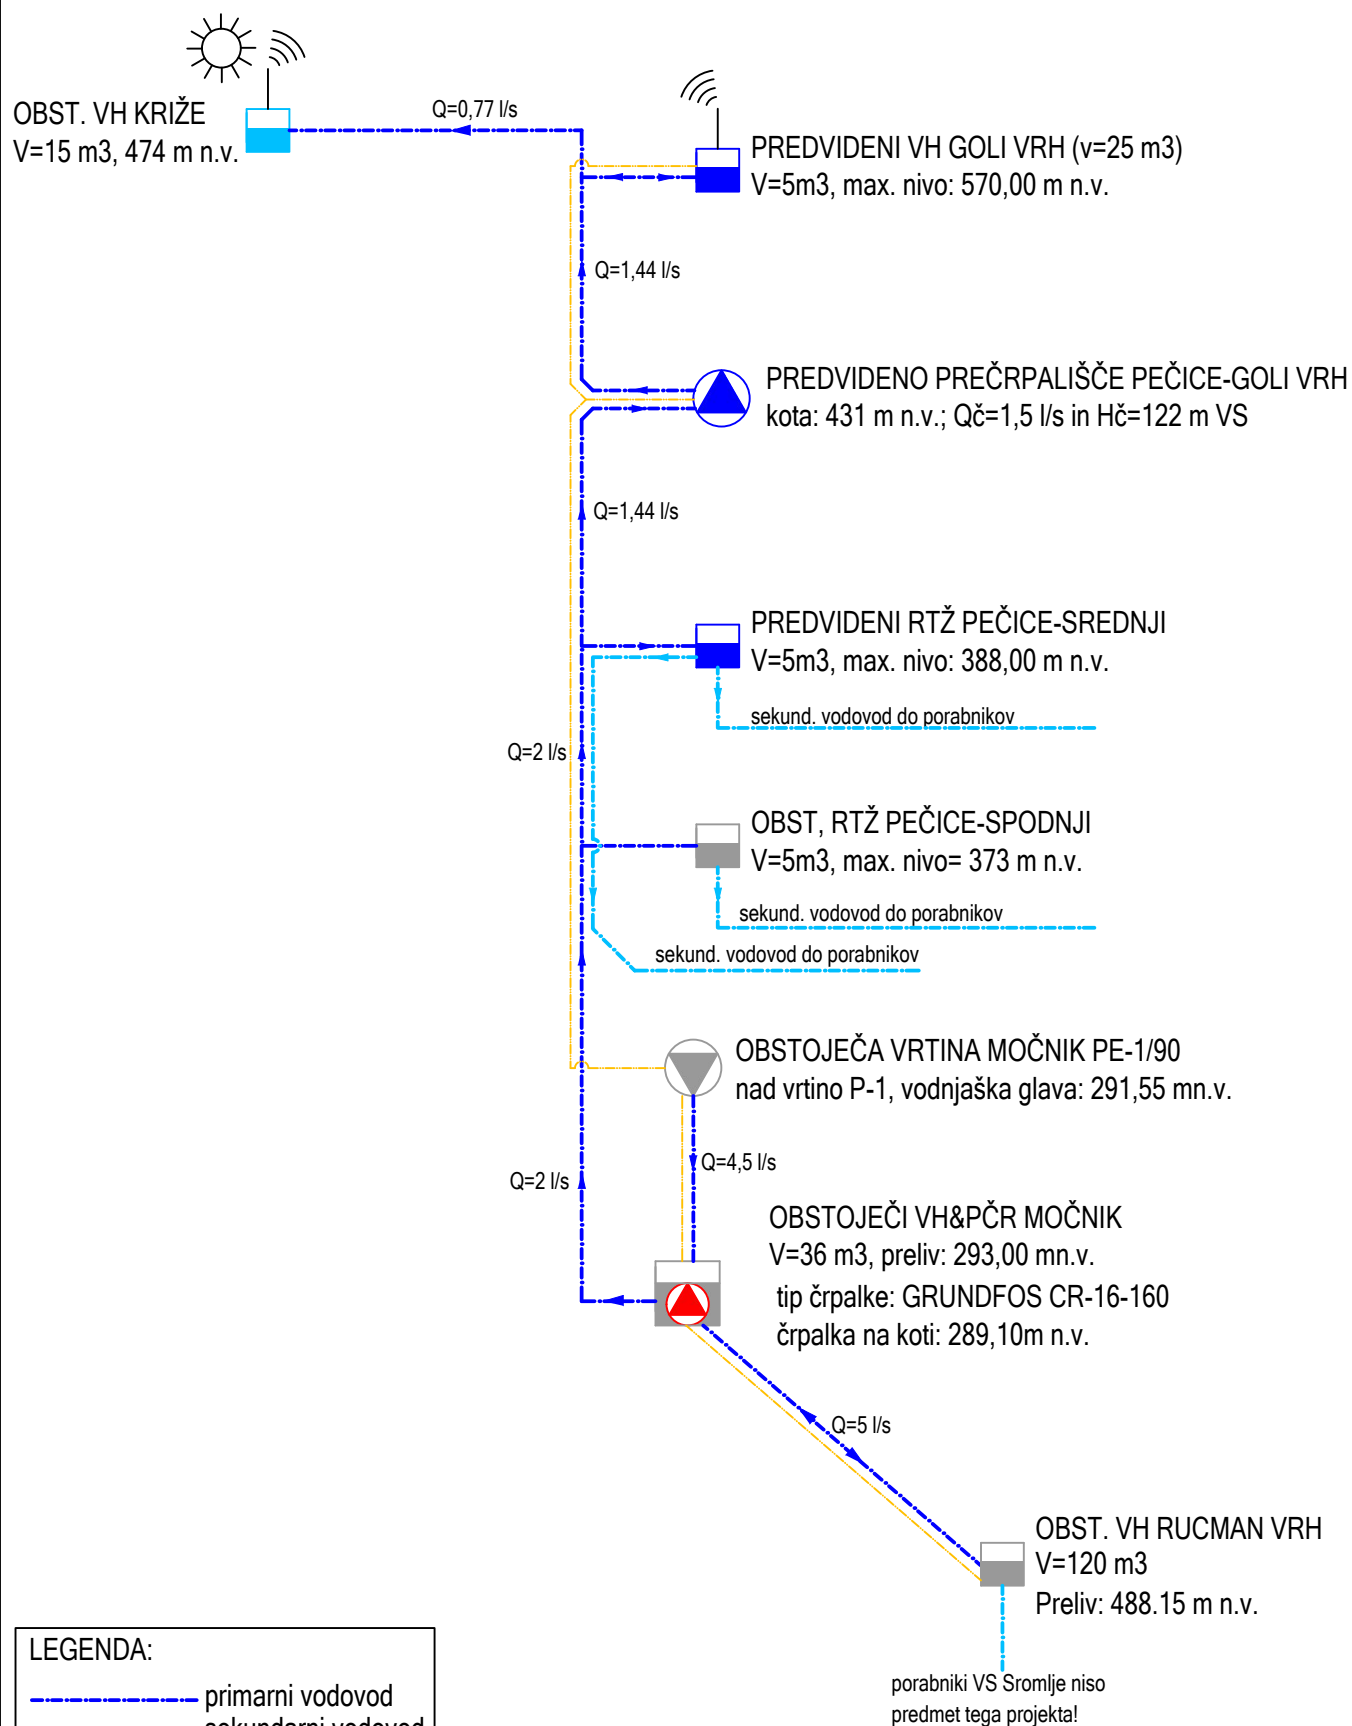 OBST. VH KRIŽE
V=15 m3, 474 m n.v.
Q=0,77 l/s
PREDVIDENI VH GOLI VRH (v=25 m3)
V=5m3, max. nivo: 570,00 m n.v.
Q=1,44 l/s
PREDVIDENO PREČRPALIŠČE PEČICE-GOLI VRH
kota: 431 m n.v.; Qč=1,5 l/s in Hč=122 m VS
Q=1,44 l/s
PREDVIDENI RTŽ PEČICE-SREDNJI
V=5m3, max. nivo: 388,00 m n.v.
sekund. vodovod do porabnikov
Q=2 l/s
OBST, RTŽ PEČICE-SPODNJI
V=5m3, max. nivo= 373 m n.v.
sekund. vodovod do porabnikov
sekund. vodovod do porabnikov
OBSTOJEČA VRTINA MOČNIK PE-1/90
nad vrtino P-1, vodnjaška glava: 291,55 mn.v.
Q=4,5 l/s
Q=2 l/s
OBSTOJEČI VH&PČR MOČNIK
V=36 m3, preliv: 293,00 mn.v.
tip črpalke: GRUNDFOS CR-16-160
črpalka na koti: 289,10m n.v.
Q=5 l/s
OBST. VH RUCMAN VRH
V=120 m3
Preliv: 488.15 m n.v.
porabniki VS Sromlje niso
predmet tega projekta!
LEGENDA:
primarni vodovod
sekundarni vodovod